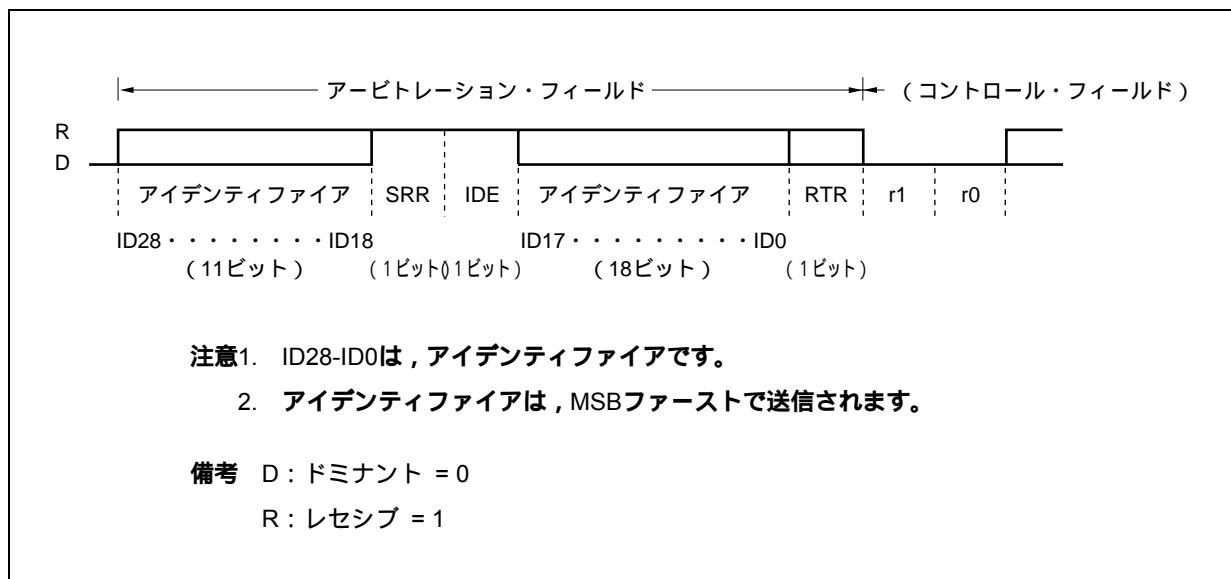 アービトレーション・フィールド (コントロール・フィールド)
R
D
アイデンティファイア SRR IDE アイデンティファイア RTR r1 r0
ID28・・・・・・・・ID18 ID17・・・・・・・・・ID0
(11ビット) (1ビット)(1ビット) (18ビット) (1ビット)
注意1. ID28-ID0は,アイデンティファイアです。
2. アイデンティファイアは,MSBファーストで送信されます。
備考 D:ドミナント = 0
R:レセシブ = 1